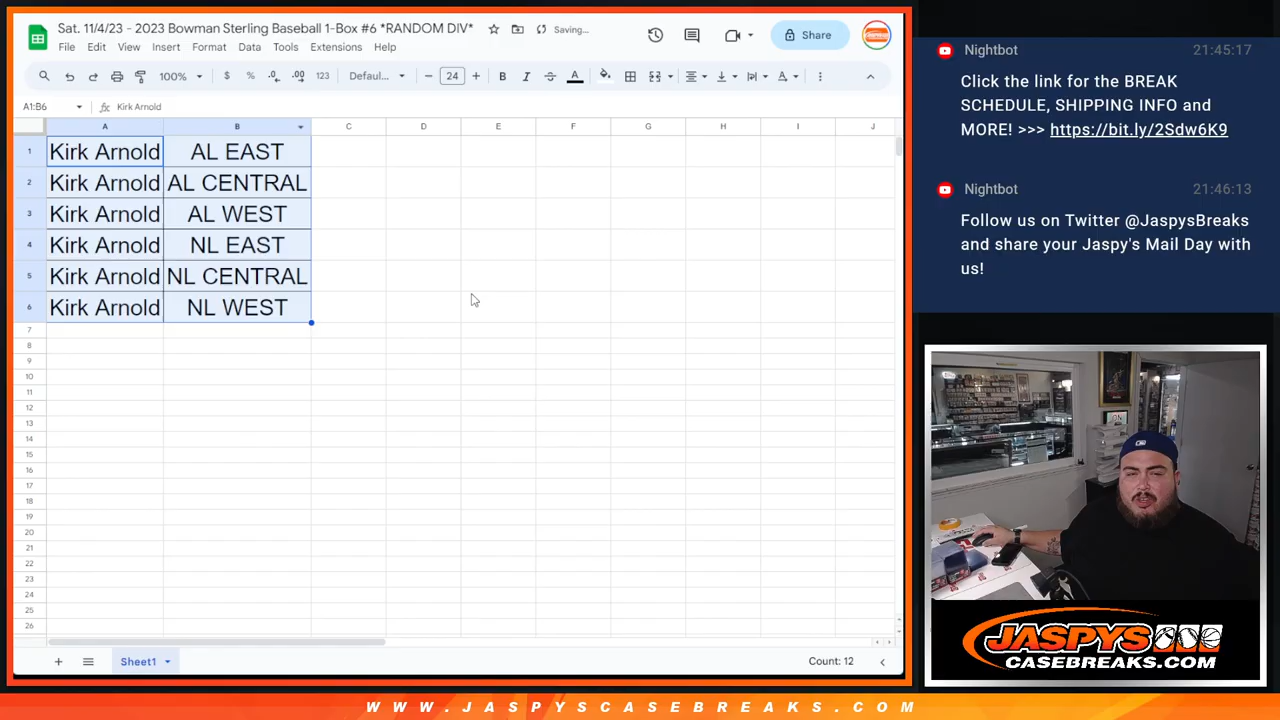 Sat. 11/4/23 - 2023 Bowman Sterling Baseball 1-Box #6 *RANDOM DIV*
Saving...
Share
File Edit View Insert Format Data Tools Extensions Help
100% $ % .0 .00 123 Defaul... − 24 + B I S A
A1:B6 fx Kirk Arnold
A B C D E F G H I J
1 Kirk Arnold AL EAST
2 Kirk Arnold AL CENTRAL
3 Kirk Arnold AL WEST
4 Kirk Arnold NL EAST
5 Kirk Arnold NL CENTRAL
6 Kirk Arnold NL WEST
7
8
9
10
11
12
13
14
15
16
17
18
19
20
21
22
23
24
25
26
+ Sheet1 Count: 12
Nightbot 21:45:17
Click the link for the BREAK
SCHEDULE, SHIPPING INFO and
MORE! >>> https://bit.ly/2Sdw6K9
Nightbot 21:46:13
Follow us on Twitter @JaspysBreaks
and share your Jaspy's Mail Day with
us!
JASPYS
CASEBREAKS.COM
WWW.JASPYSCASEBREAKS.COM